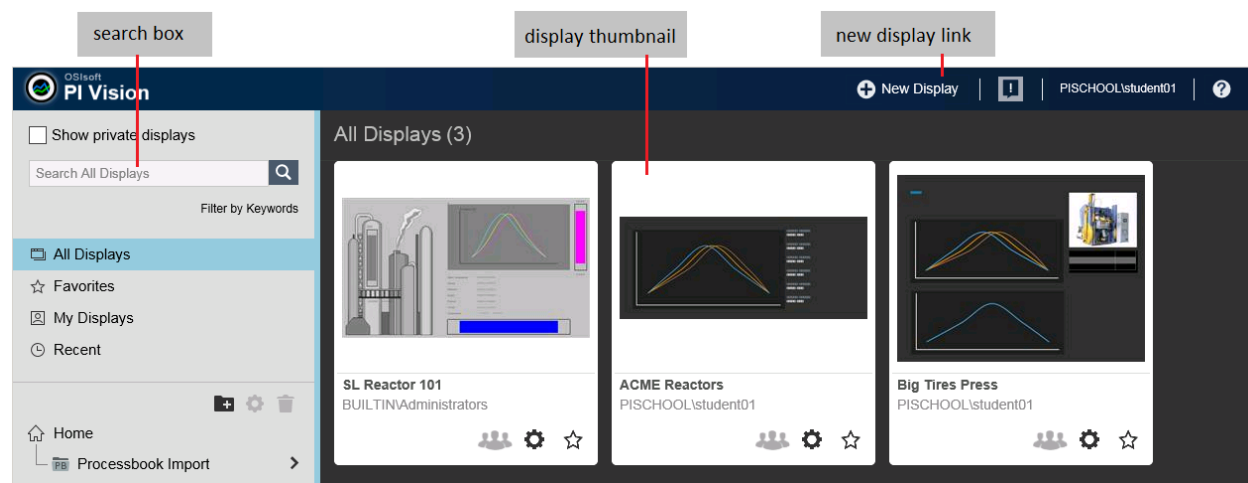 search box
display thumbnail
new display link
OSIsoft
PI Vision
New Display
PISCHOOL\student01
?
Show private displays
Search All Displays
Filter by Keywords
All Displays
Favorites
My Displays
Recent
Home
PB Processbook Import
All Displays (3)
SL Reactor 101
BUILTIN\Administrators
ACME Reactors
PISCHOOL\student01
Big Tires Press
PISCHOOL\student01